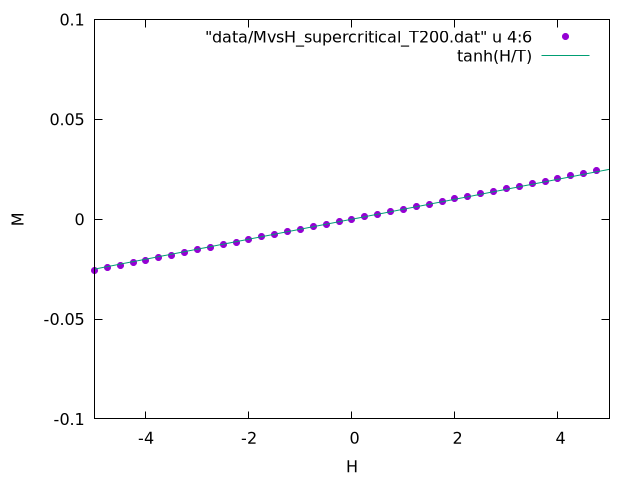 "data/MvsH_supercritical_T200.dat" u 4:6
tanh(H/T)
0.1
0.05
0
-0.05
-0.1
M
-4
-2
0
2
4
H